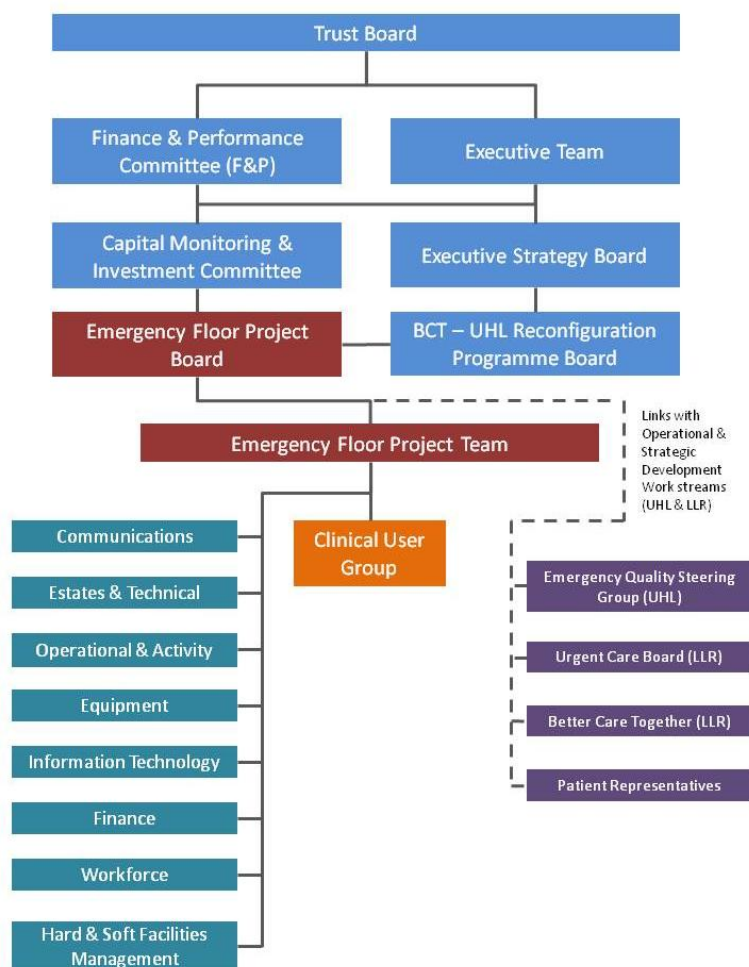 Trust Board
Finance & Performance
Committee (F&P)
Executive Team
Capital Monitoring &
Investment Committee
Executive Strategy Board
Emergency Floor Project
Board
BCT – UHL Reconfiguration
Programme Board
Emergency Floor Project Team
Links with
Operational &
Strategic
Development
Work streams
(UHL & LLR)
Clinical User
Group
Communications
Estates & Technical
Operational & Activity
Equipment
Information Technology
Finance
Workforce
Hard & Soft Facilities
Management
Emergency Quality Steering
Group (UHL)
Urgent Care Board (LLR)
Better Care Together (LLR)
Patient Representatives